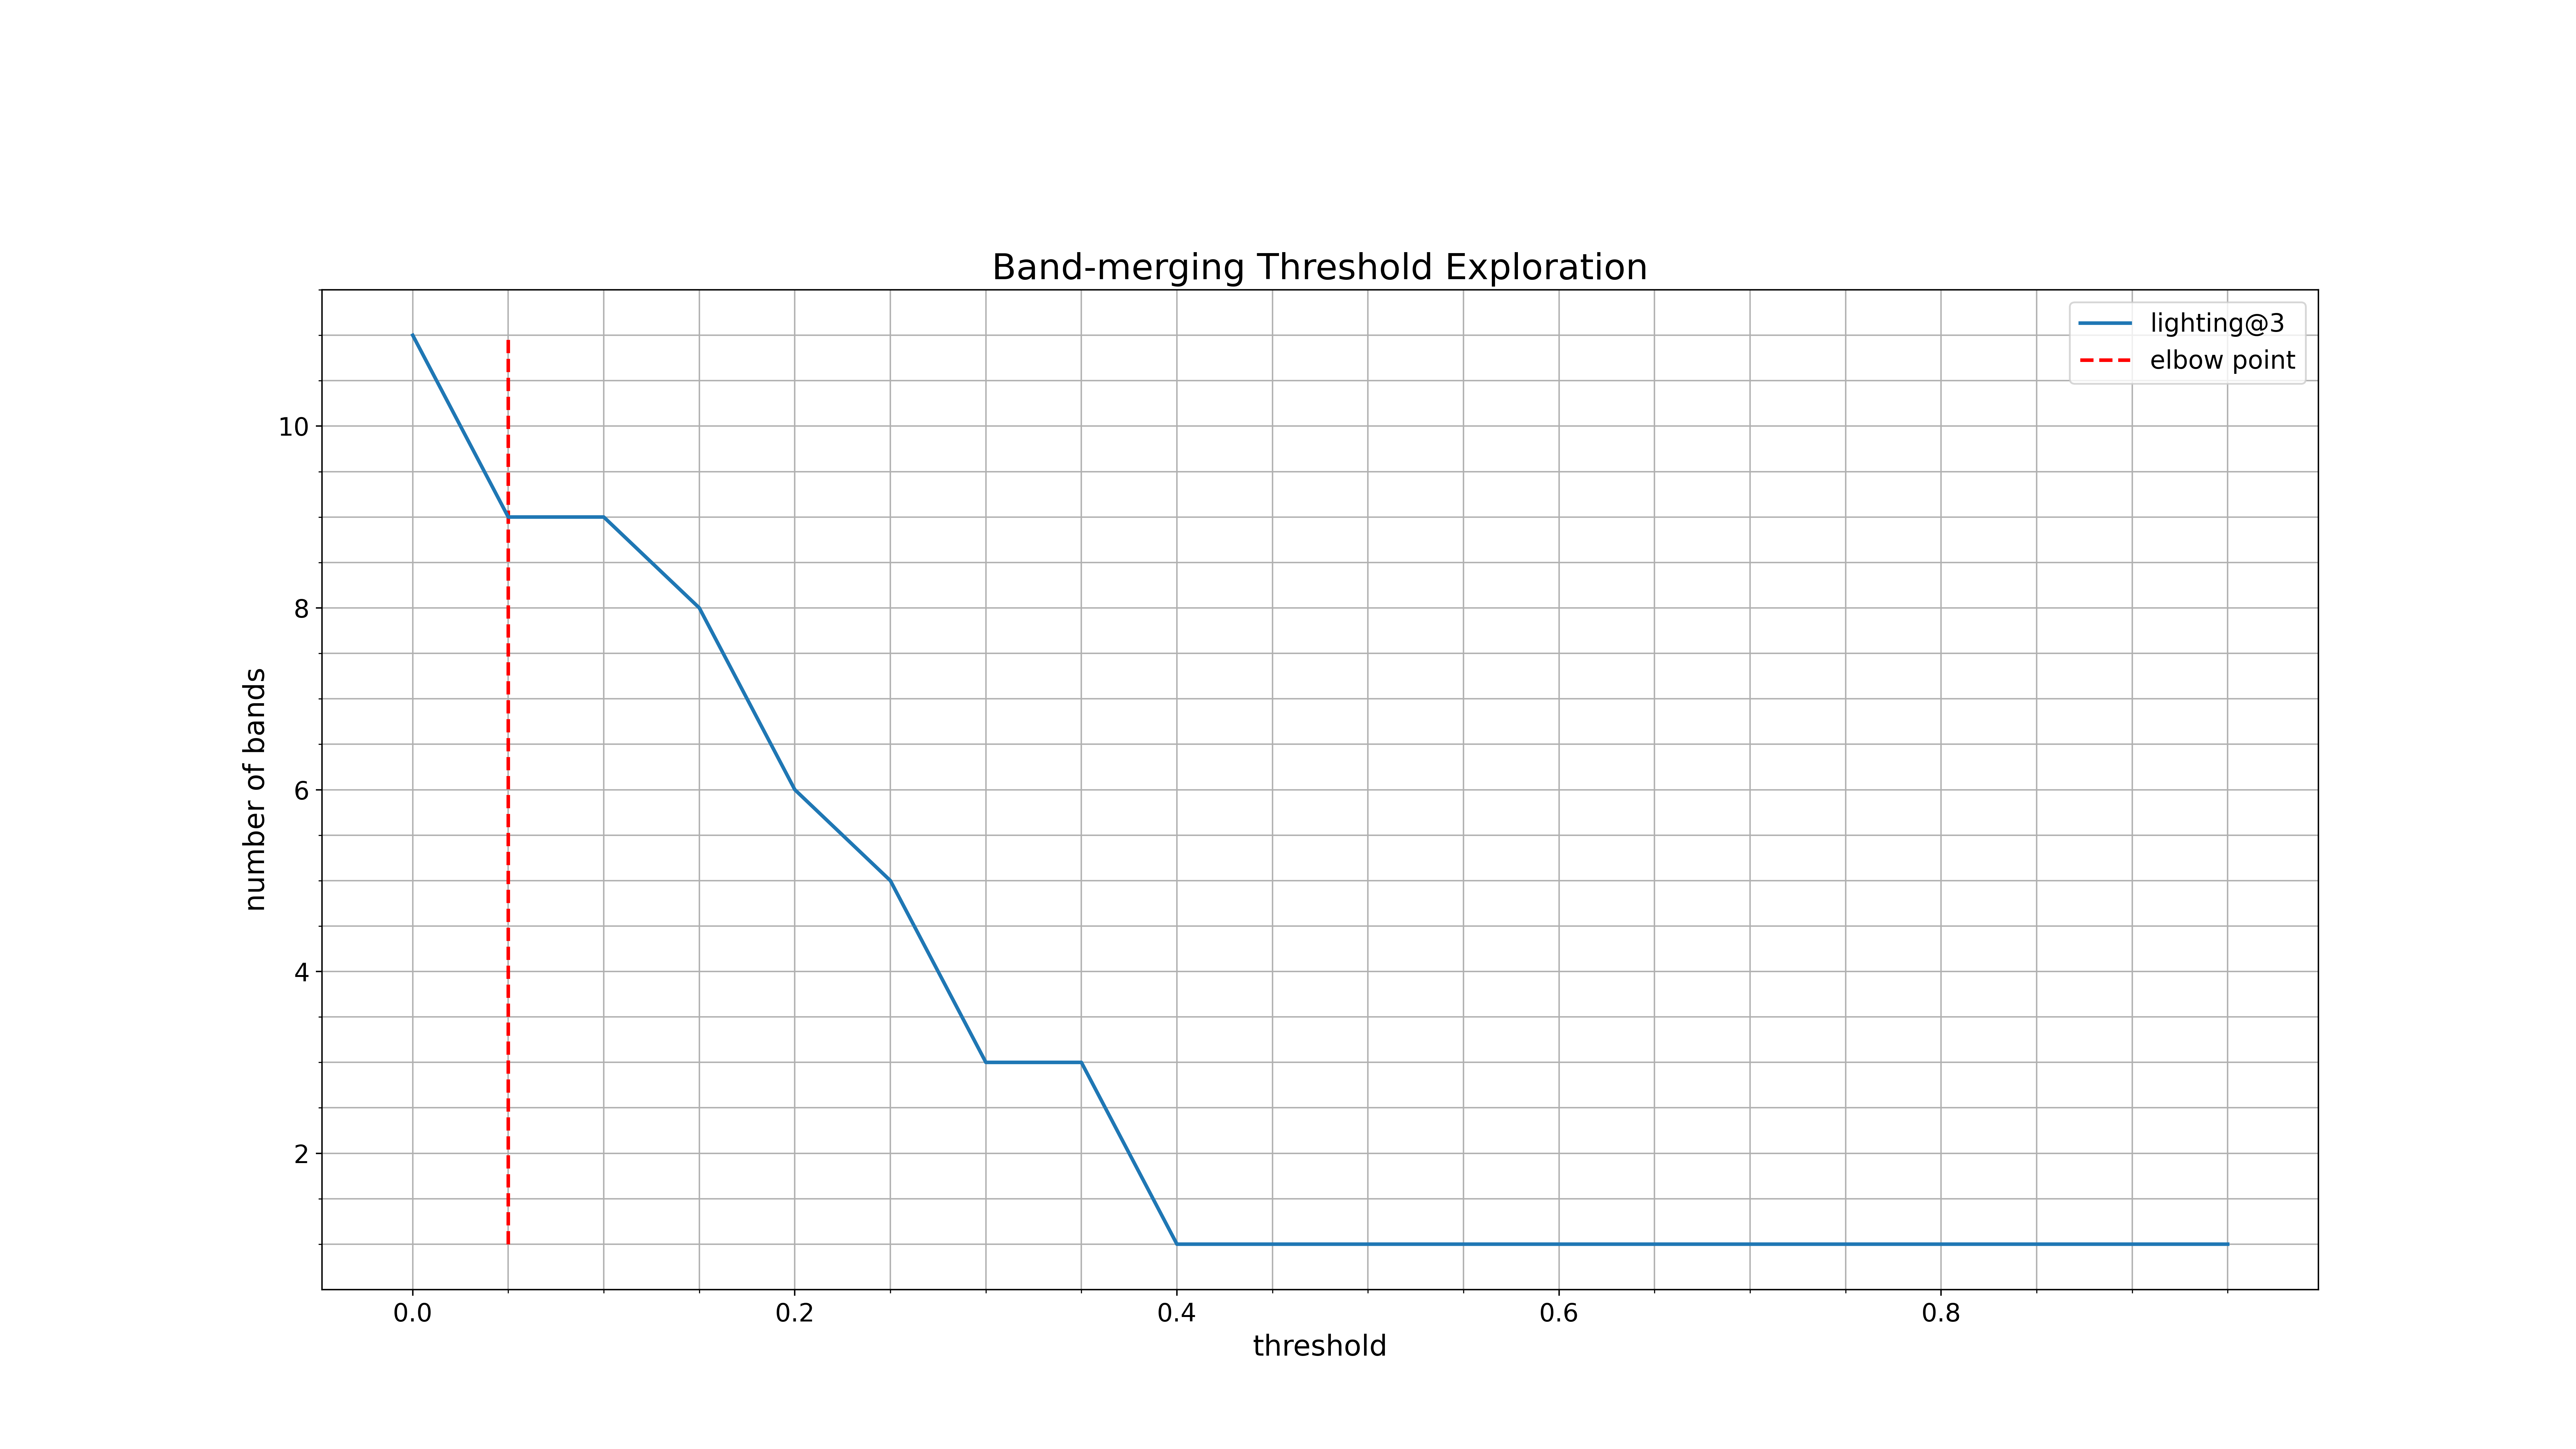 Band-merging Threshold Exploration
lighting@3
elbow point
number of bands
10
8
6
4
2
0.0 0.2 0.4 0.6 0.8
threshold